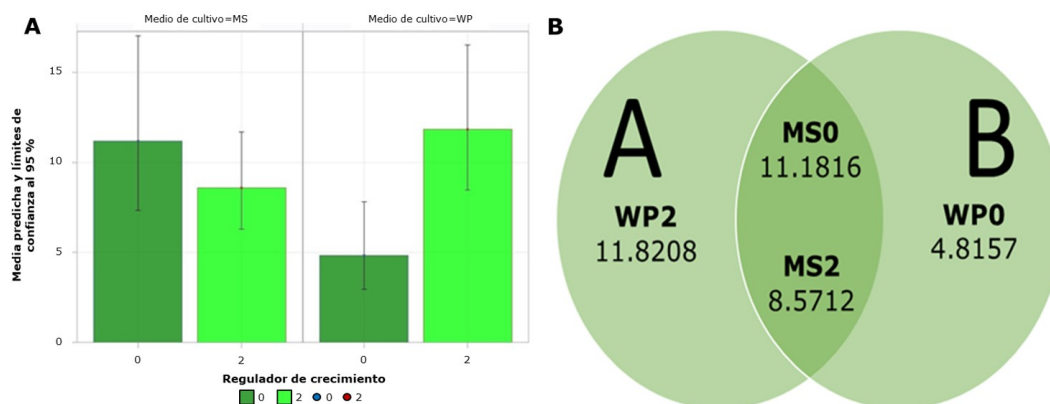 A
Medio de cultivo=MS
Medio de cultivo=WP
Media predicha y límites de
confianza al 95 %
15
10
5
0
0
2
0
2
Regulador de crecimiento
0 2 0 2
B
A
B
MS0
11.1816
WP2
11.8208
WP0
4.8157
MS2
8.5712